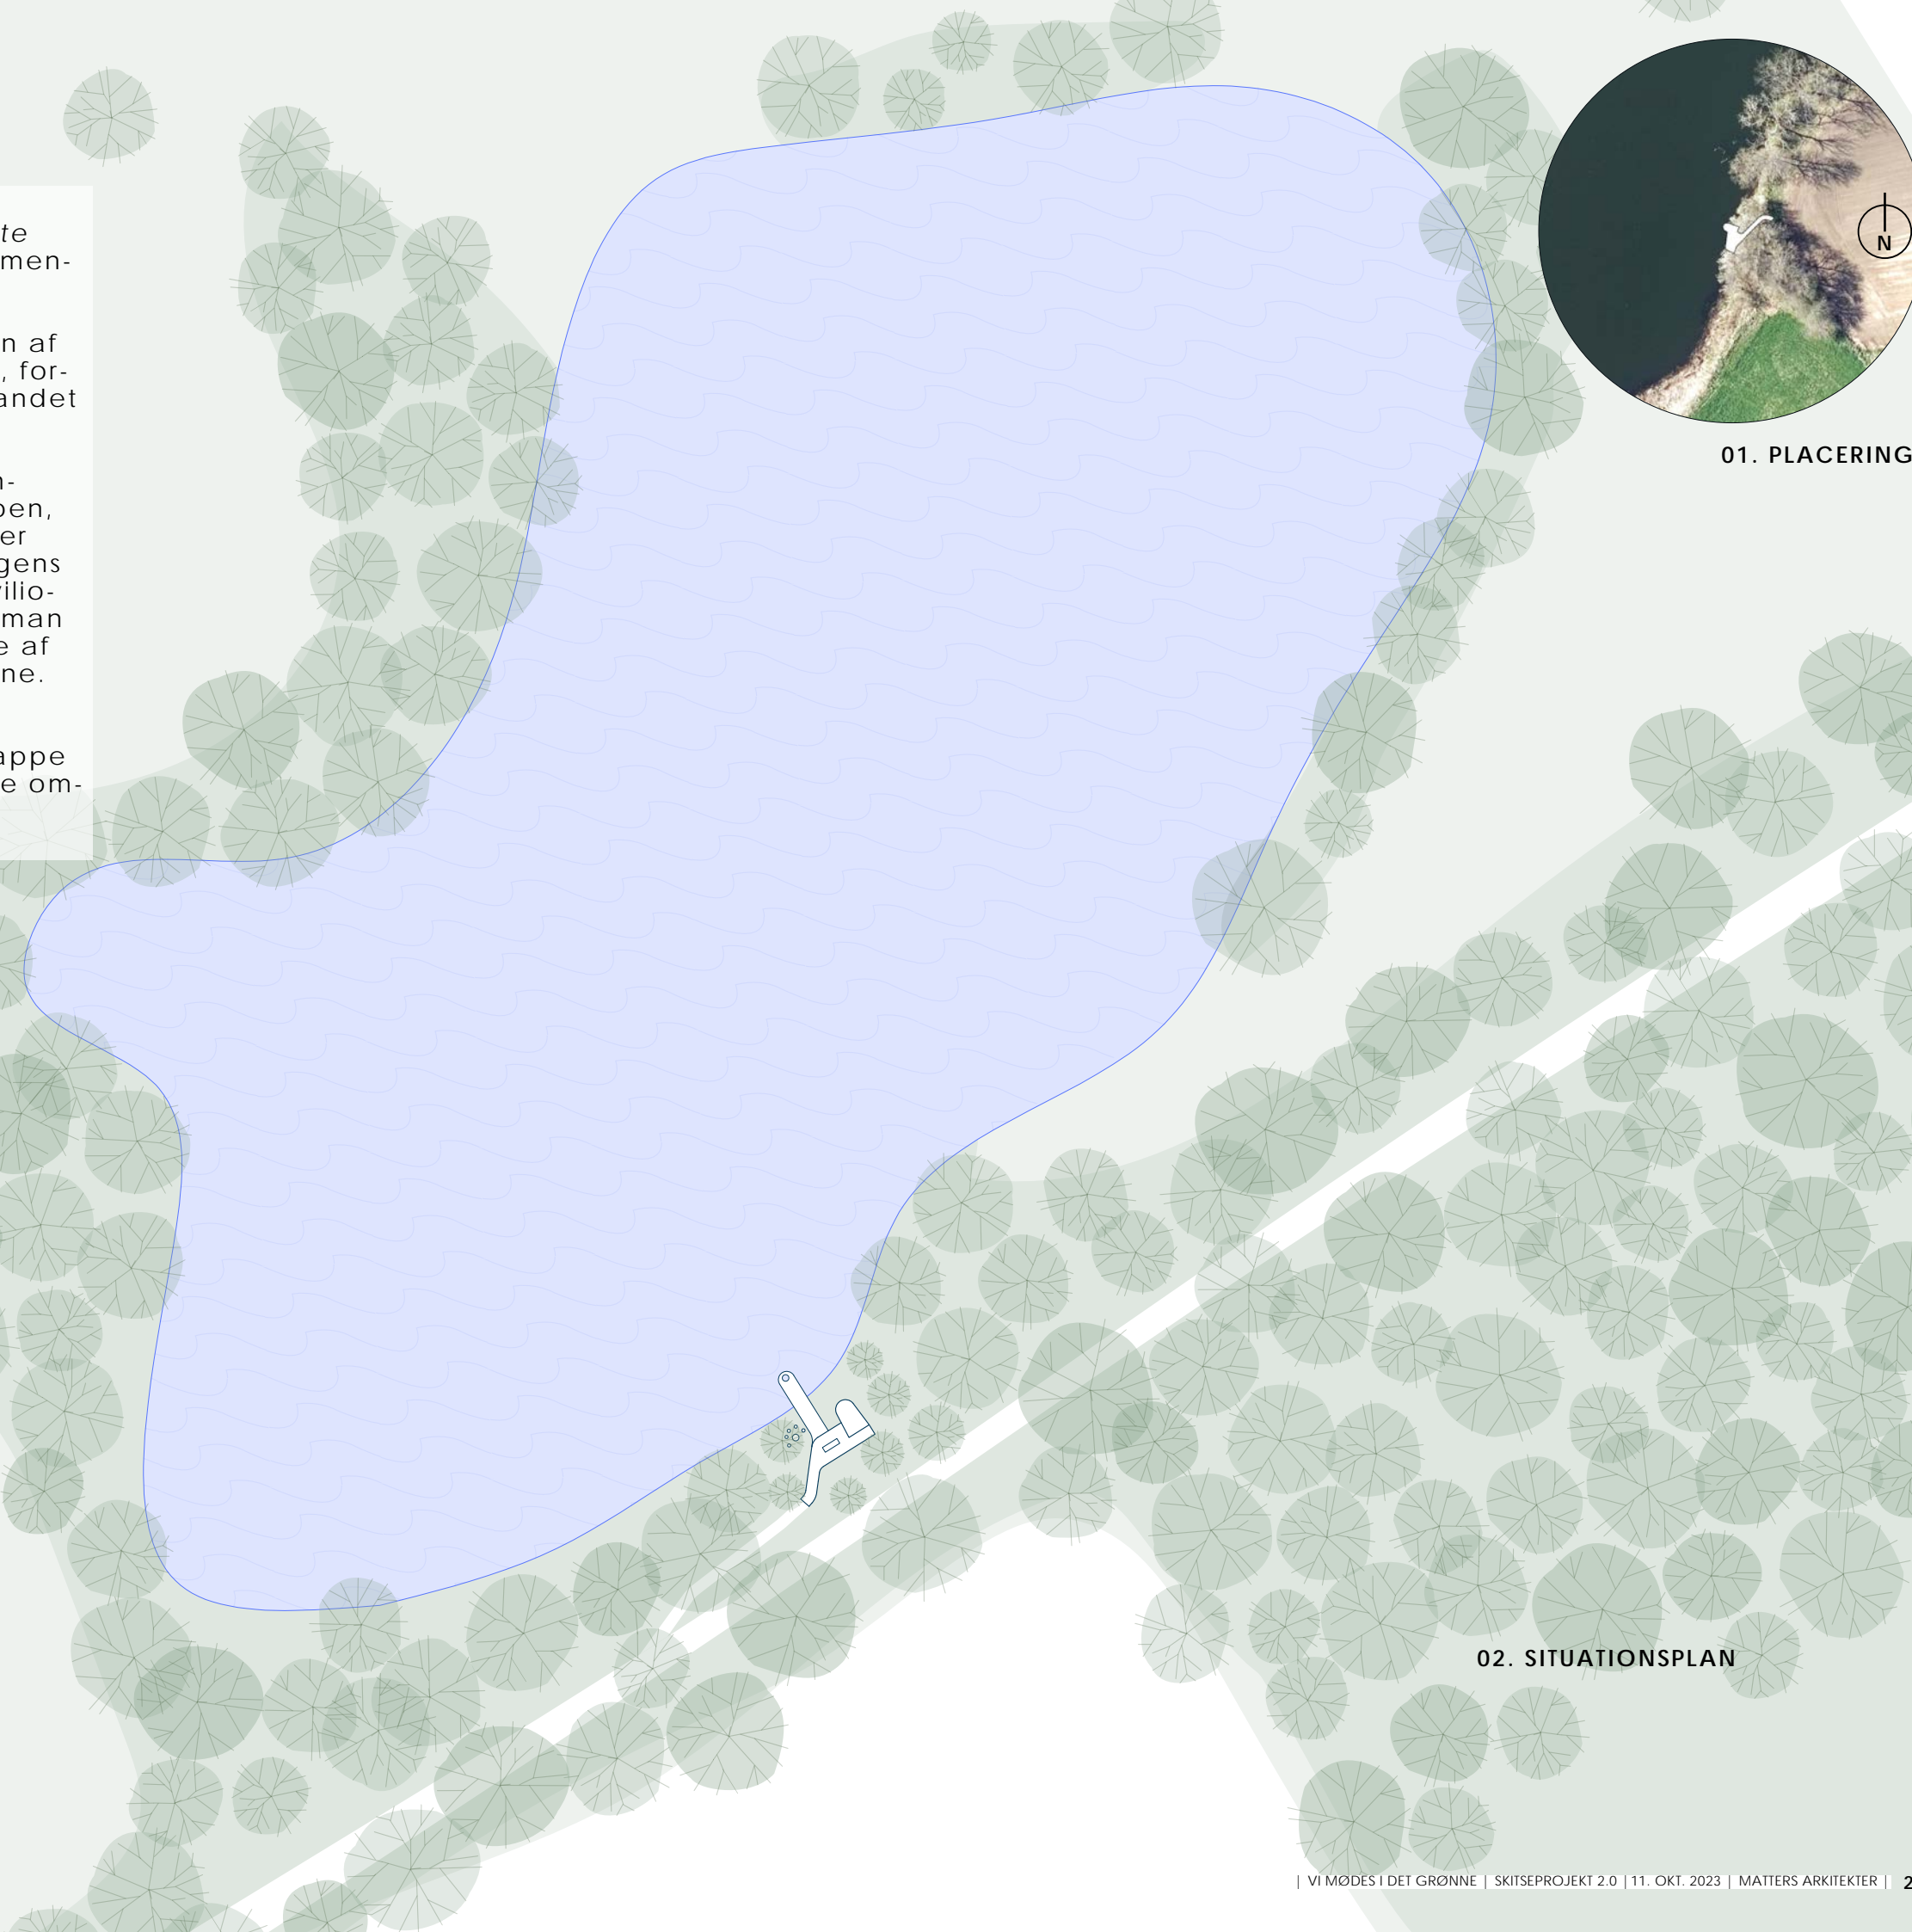 te
men-
n af
, for-
andet
n-
pen,
er
gens
vilio-
man
e af
ne.
appe
e om-
N
01. PLACERING
02. SITUATIONSPLAN
| VI MØDES I DET GRØNNE | SKITSEPROJEKT 2.0 | 11. OKT. 2023 | MATTERS ARKITEKTER | 2